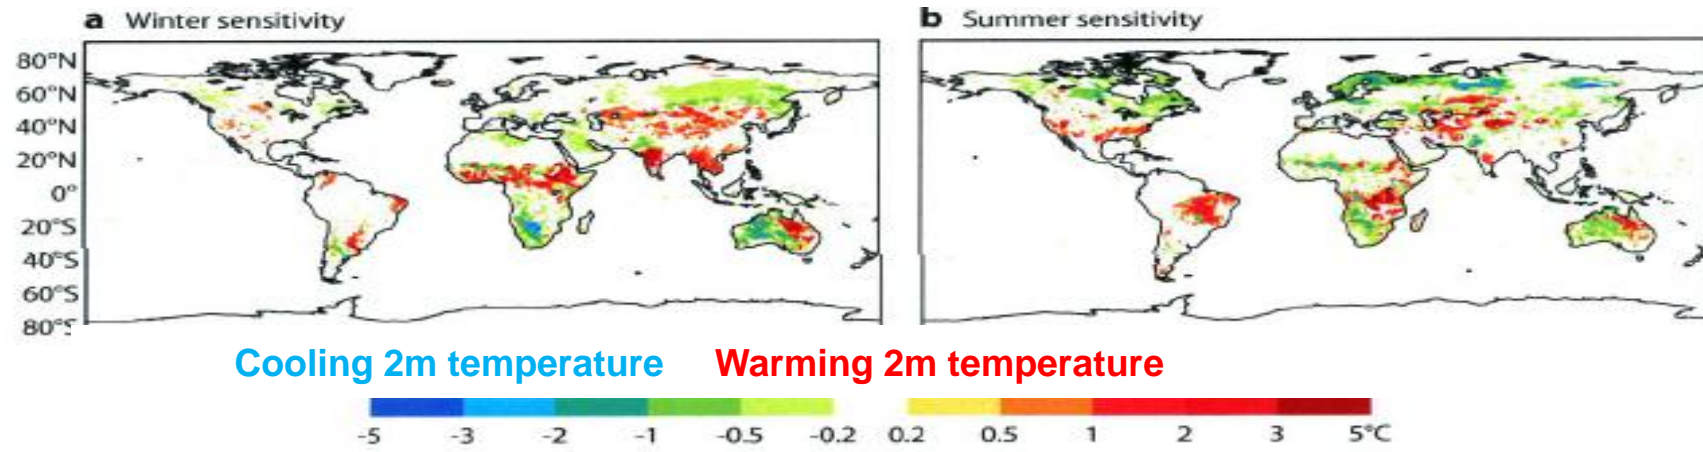 a Winter sensitivity
b Summer sensitivity
80°N
60°N
40°N
20°N
0°
20°S
40°S
60°S
80°S
Cooling 2m temperature Warming 2m temperature
-5 -3 -2 -1 -0.5 -0.2 0.2 0.5 1 2 3 5°C